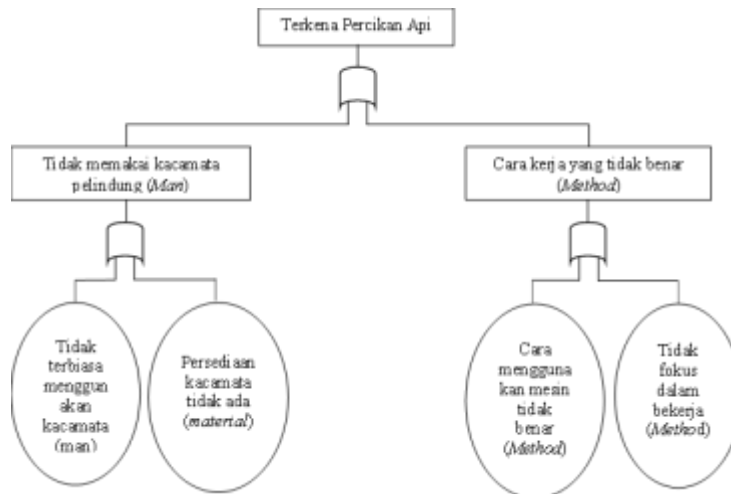 Terkena Percikan Api
Tidak memakai kacamata
pelindung (Man)
Cara kerja yang tidak benar
(Method)
Tidak
terbiasa
menggun
akan
kacamata
(man)
Persediaan
kacamata
tidak ada
(material)
Cara
mengguna
kan mesin
tidak
benar
(Method)
Tidak
fokus
dalam
bekerja
(Method)